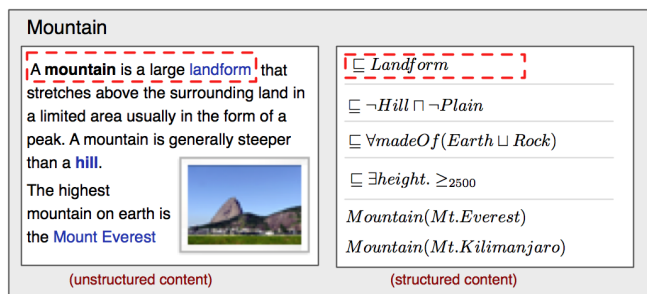 Mountain
A mountain is a large landform that
stretches above the surrounding land in
a limited area usually in the form of a
peak. A mountain is generally steeper
than a hill.
The highest
mountain on earth is
the Mount Everest
(unstructured content)
⊑ Landform
⊑ ¬Hill ⊓ ¬Plain
⊑ ∀madeOf(Earth ⊔ Rock)
⊑ ∃height. ≥₂₅₀₀
Mountain(Mt.Everest)
Mountain(Mt.Kilimanjaro)
(structured content)